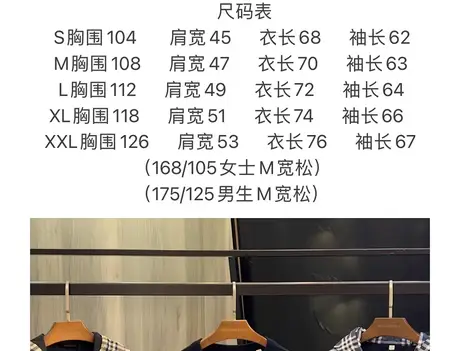 尺码表
S胸围104 肩宽45 衣长68 袖长62
M胸围108 肩宽47 衣长70 袖长63
L胸围112 肩宽49 衣长72 袖长64
XL胸围118 肩宽51 衣长74 袖长66
XXL胸围126 肩宽53 衣长76 袖长67
（168/105女士M宽松）
（175/125男生M宽松）